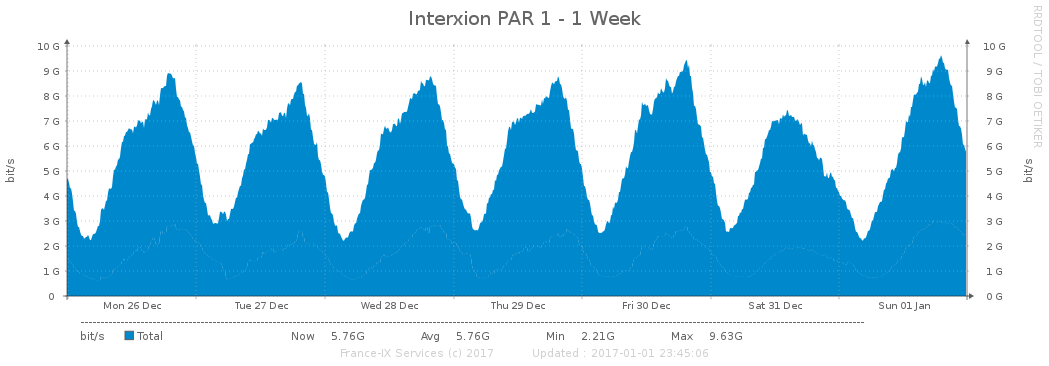 Interxion PAR 1 - 1 Week
RRDTOOL / TOBI OETIKER
10 G 10 G
9 G 9 G
8 G 8 G
7 G 7 G
6 G 6 G
5 G 5 G
4 G 4 G
3 G 3 G
2 G 2 G
1 G 1 G
0 0 G
bit/s
bit/s
Mon 26 Dec Tue 27 Dec Wed 28 Dec Thu 29 Dec Fri 30 Dec Sat 31 Dec Sun 01 Jan
bit/s Total Now 5.76G Avg 5.76G Min 2.21G Max 9.63G
France-IX Services (c) 2017 Updated : 2017-01-01 23:45:06